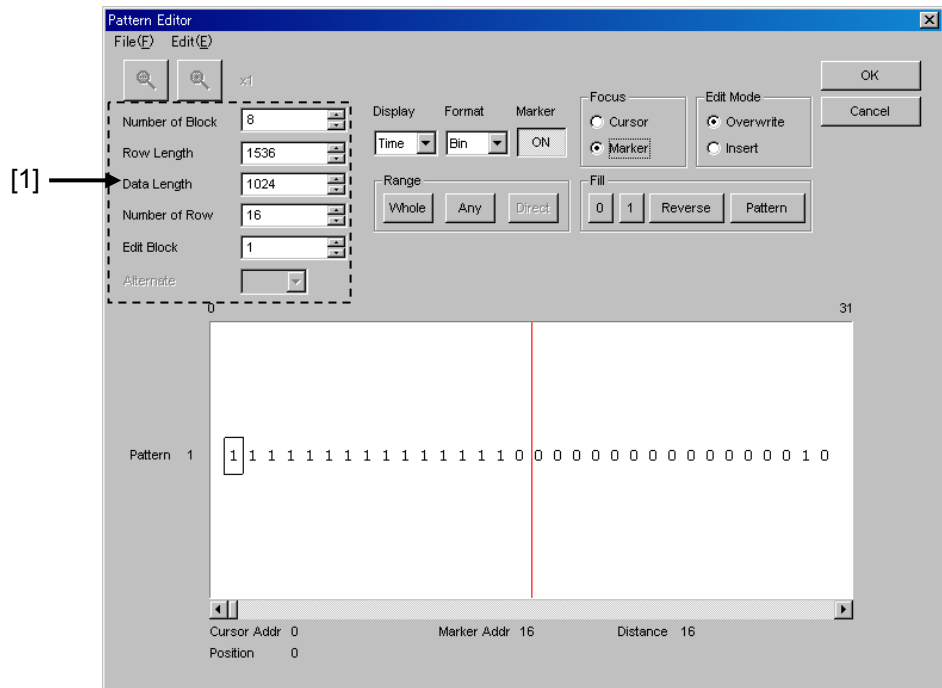 Pattern Editor
File(F) Edit(E)
x1
OK
Cancel
[1]
Number of Block 8
Row Length 1536
Data Length 1024
Number of Row 16
Edit Block 1
Alternate
Display Format Marker
Time Bin ON
Focus
Cursor
Marker
Edit Mode
Overwrite
Insert
Range
Whole Any Direct
Fill
0 1 Reverse Pattern
0 31
Pattern 1 1 1 1 1 1 1 1 1 1 1 1 1 1 1 1 0 0 0 0 0 0 0 0 0 0 0 0 0 0 0 1 0
Cursor Addr 0 Marker Addr 16 Distance 16
Position 0